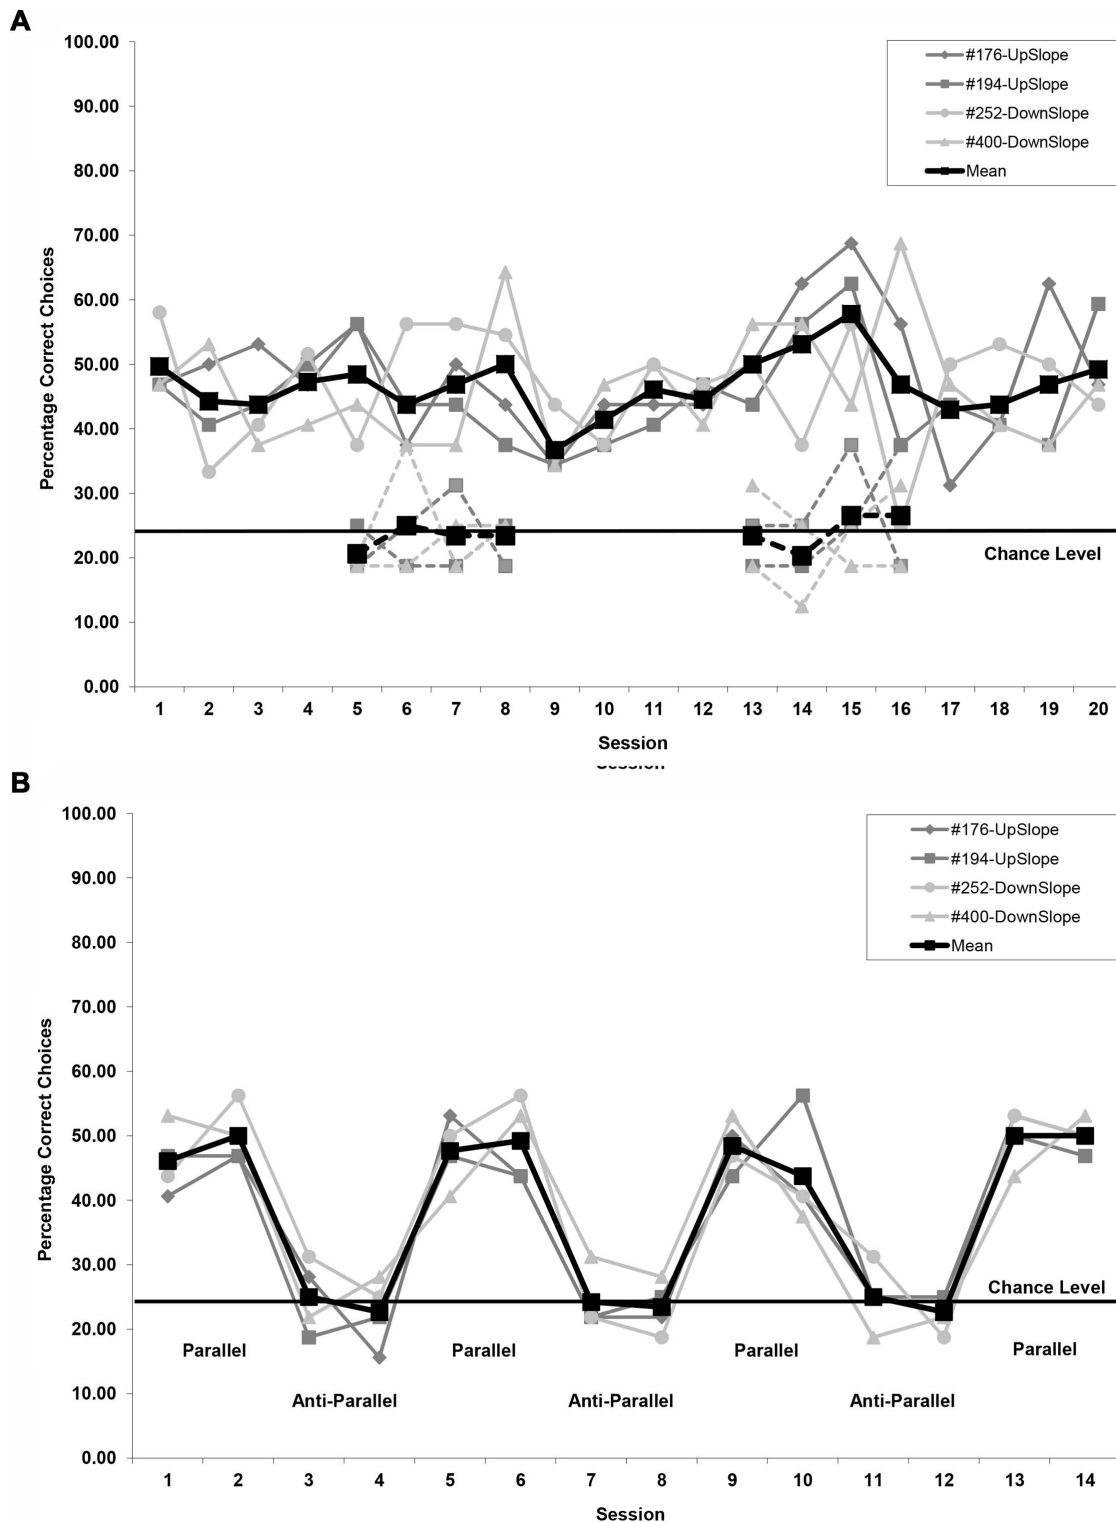 A
100.00
90.00
80.00
70.00
60.00
50.00
40.00
30.00
20.00
10.00
0.00
Percentage Correct Choices
#176-UpSlope
#194-UpSlope
#252-DownSlope
#400-DownSlope
Mean
Chance Level
1 2 3 4 5 6 7 8 9 10 11 12 13 14 15 16 17 18 19 20
Session
Session
B
100.00
90.00
80.00
70.00
60.00
50.00
40.00
30.00
20.00
10.00
0.00
Percentage Correct Choices
#176-UpSlope
#194-UpSlope
#252-DownSlope
#400-DownSlope
Mean
Chance Level
Parallel Parallel Parallel Parallel
Anti-Parallel Anti-Parallel Anti-Parallel
1 2 3 4 5 6 7 8 9 10 11 12 13 14
Session